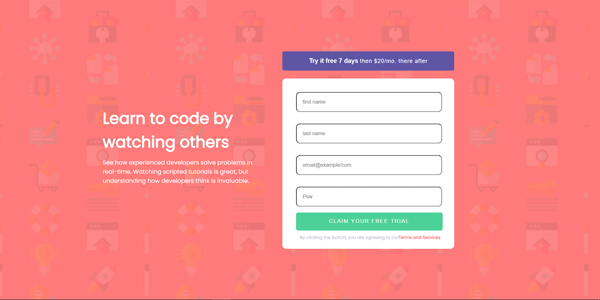 Try it free 7 days then $20/mo. there after
Learn to code by
watching others
See how experienced developers solve problems in
real-time. Watching scripted tutorials is great, but
understanding how developers think is invaluable.
first name
last name
email@example/com
Psw
CLAIM YOUR FREE TRIAL
By clicking the button, you are agreeing to our Terms and Services